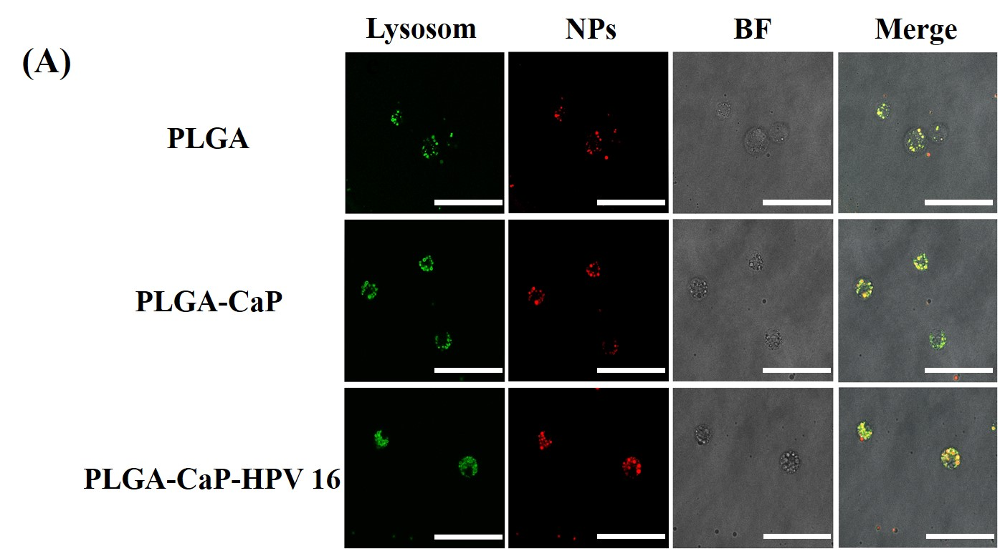 Lysosom NPs BF Merge
(A)
PLGA
PLGA-CaP
PLGA-CaP-HPV 16